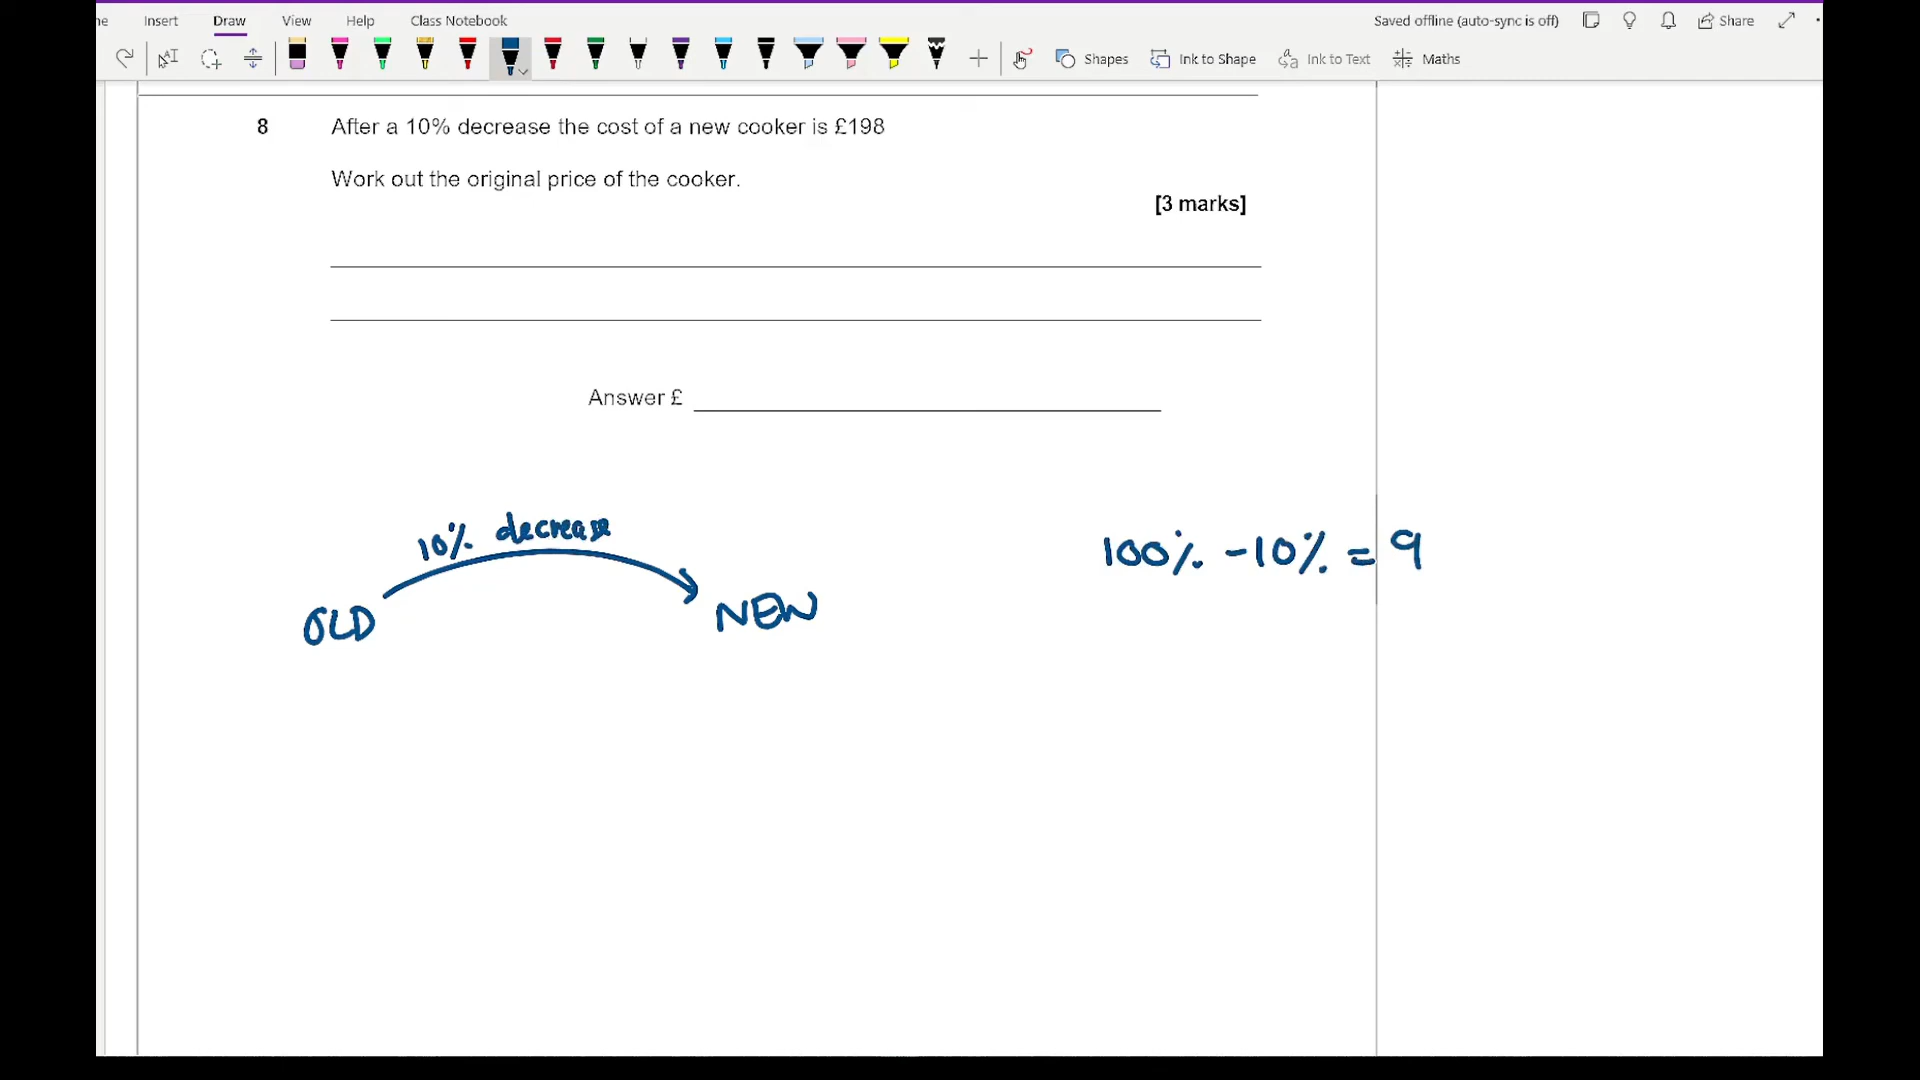 ne Insert Draw View Help Class Notebook Saved offline (auto-sync is off) Share
Shapes Ink to Shape Ink to Text Maths
8 After a 10% decrease the cost of a new cooker is £198
Work out the original price of the cooker.
[3 marks]
Answer £
10% decrease
OLD
NEW
100% -10% = 9